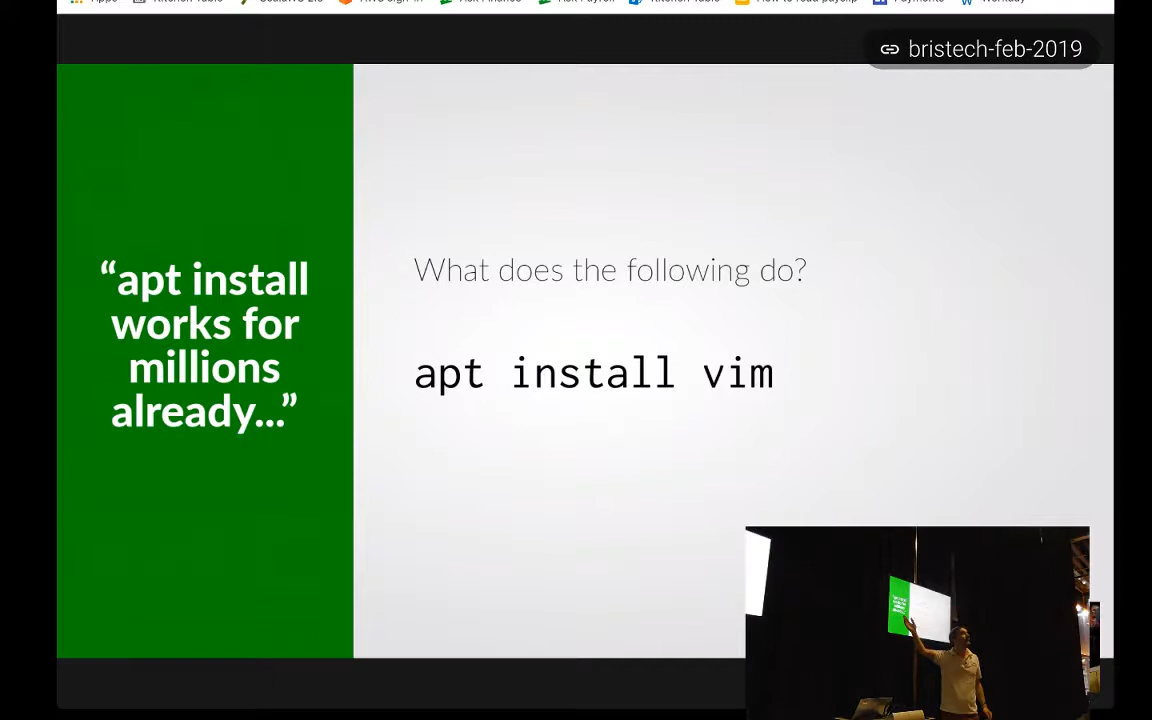 bristech-feb-2019
“apt install
works for
millions
already...”
What does the following do?
apt install vim